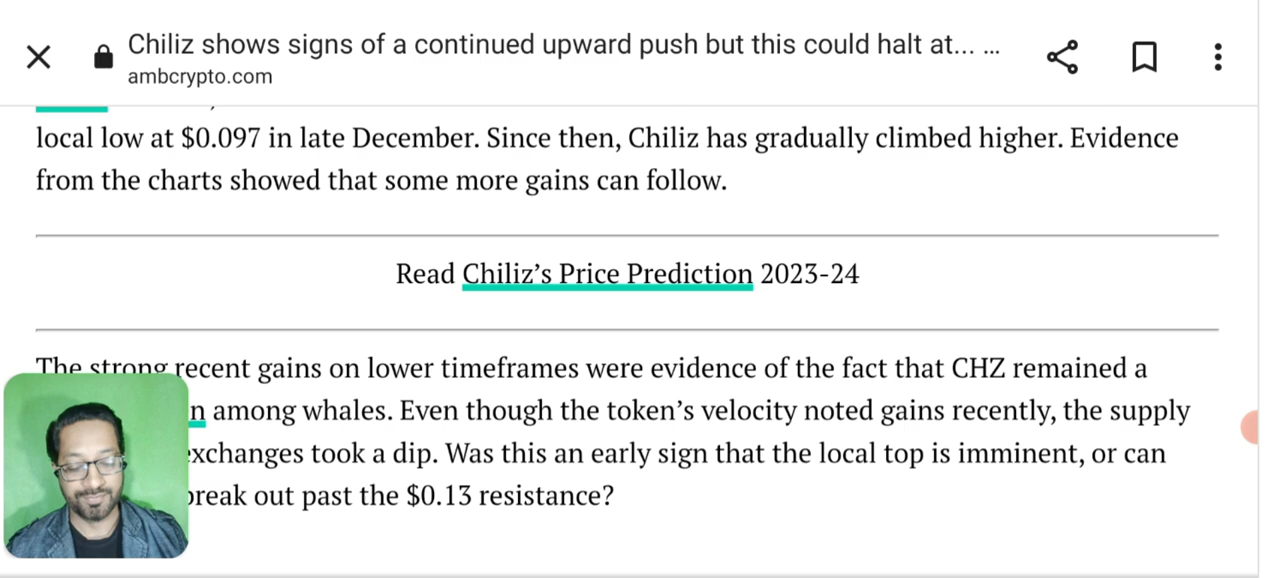 Chiliz shows signs of a continued upward push but this could halt at... ...
ambcrypto.com
local low at $0.097 in late December. Since then, Chiliz has gradually climbed higher. Evidence
from the charts showed that some more gains can follow.
Read Chiliz’s Price Prediction 2023-24
The strong recent gains on lower timeframes were evidence of the fact that CHZ remained a
among whales. Even though the token’s velocity noted gains recently, the supply
took a dip. Was this an early sign that the local top is imminent, or can
out past the $0.13 resistance?